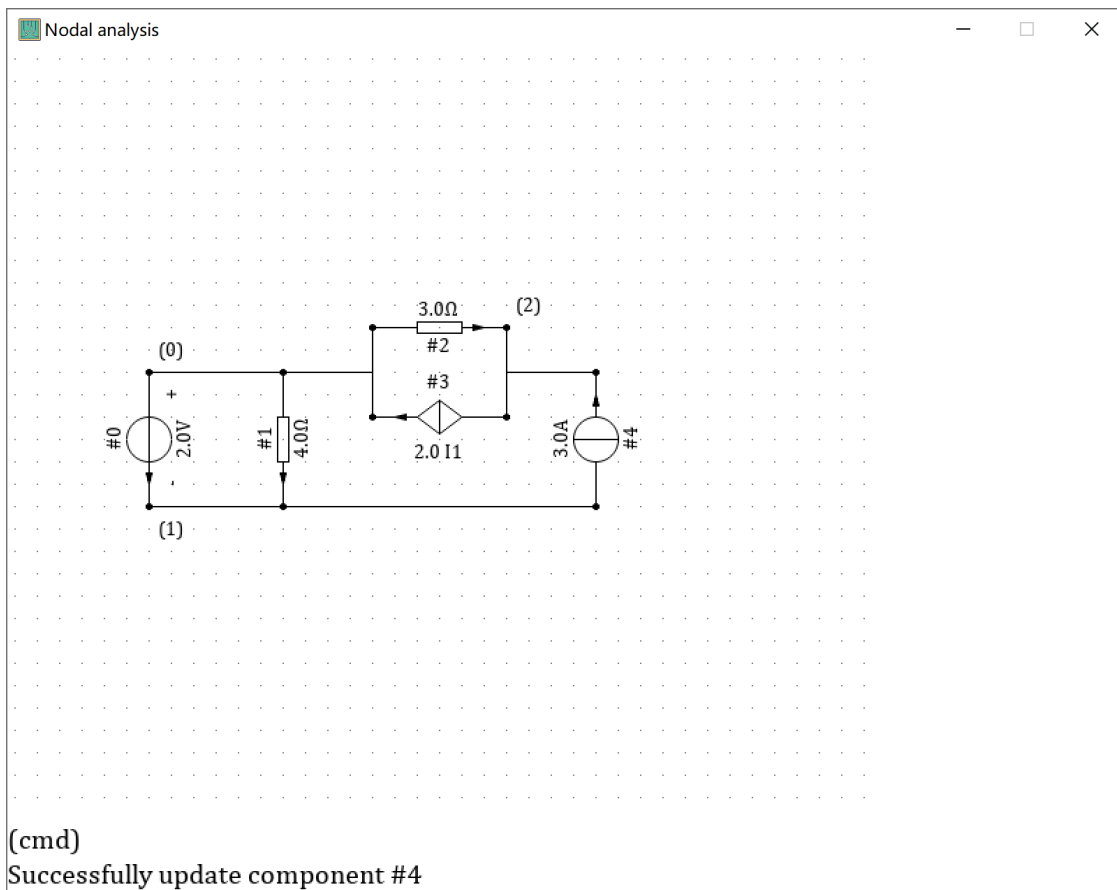 Nodal analysis
3.0Ω
(2)
#2
(0)
#3
+
#0
2.0V
#1
4.0Ω
2.0 I1
3.0A
#4
-
(1)
(cmd)
Successfully update component #4